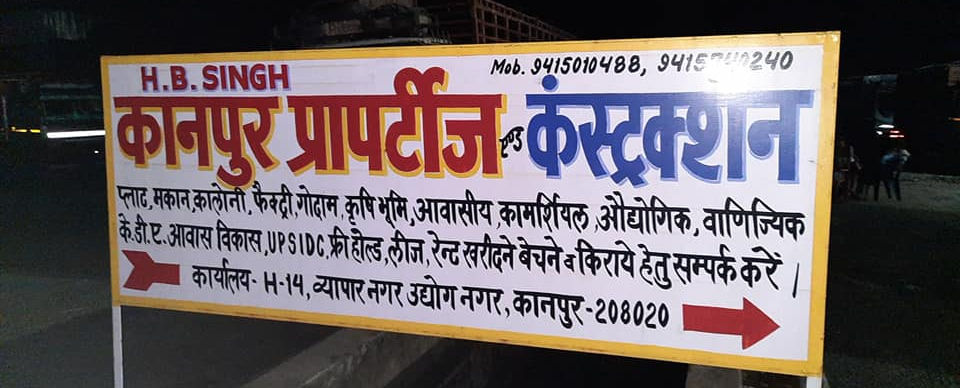 H.B. SINGH
Mob. 9415010488,
कानपुर प्रापर्टीज एण्ड कंस्ट्रक्शन
प्लाट, मकान, कालोनी, फैक्ट्री, गोदाम, कृषि भूमि, आवासीय, कामर्शियल, औद्योगिक, वाणिज्यिक
के.डी.ए. आवास विकास, UPSIDC, फ्री होल्ड, लीज, रेन्ट खरीदने बेचने व किराये हेतु सम्पर्क करें।
कार्यालय- H-14, व्यापार नगर उद्योग नगर, कानपुर-208020